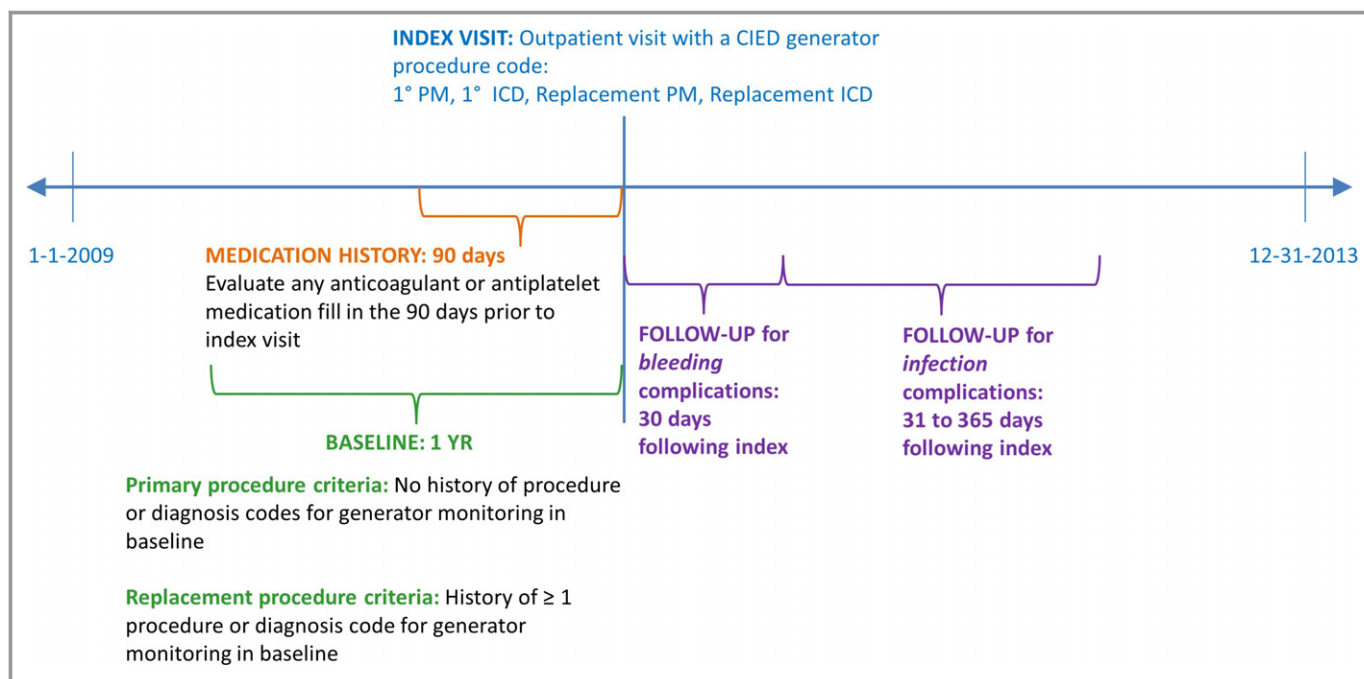 INDEX VISIT: Outpatient visit with a CIED generator
procedure code:
1° PM, 1° ICD, Replacement PM, Replacement ICD
1-1-2009
12-31-2013
MEDICATION HISTORY: 90 days
Evaluate any anticoagulant or antiplatelet
medication fill in the 90 days prior to
index visit
BASELINE: 1 YR
Primary procedure criteria: No history of procedure
or diagnosis codes for generator monitoring in
baseline
Replacement procedure criteria: History of ≥ 1
procedure or diagnosis code for generator
monitoring in baseline
FOLLOW-UP for
bleeding
complications:
30 days
following index
FOLLOW-UP for
infection
complications:
31 to 365 days
following index